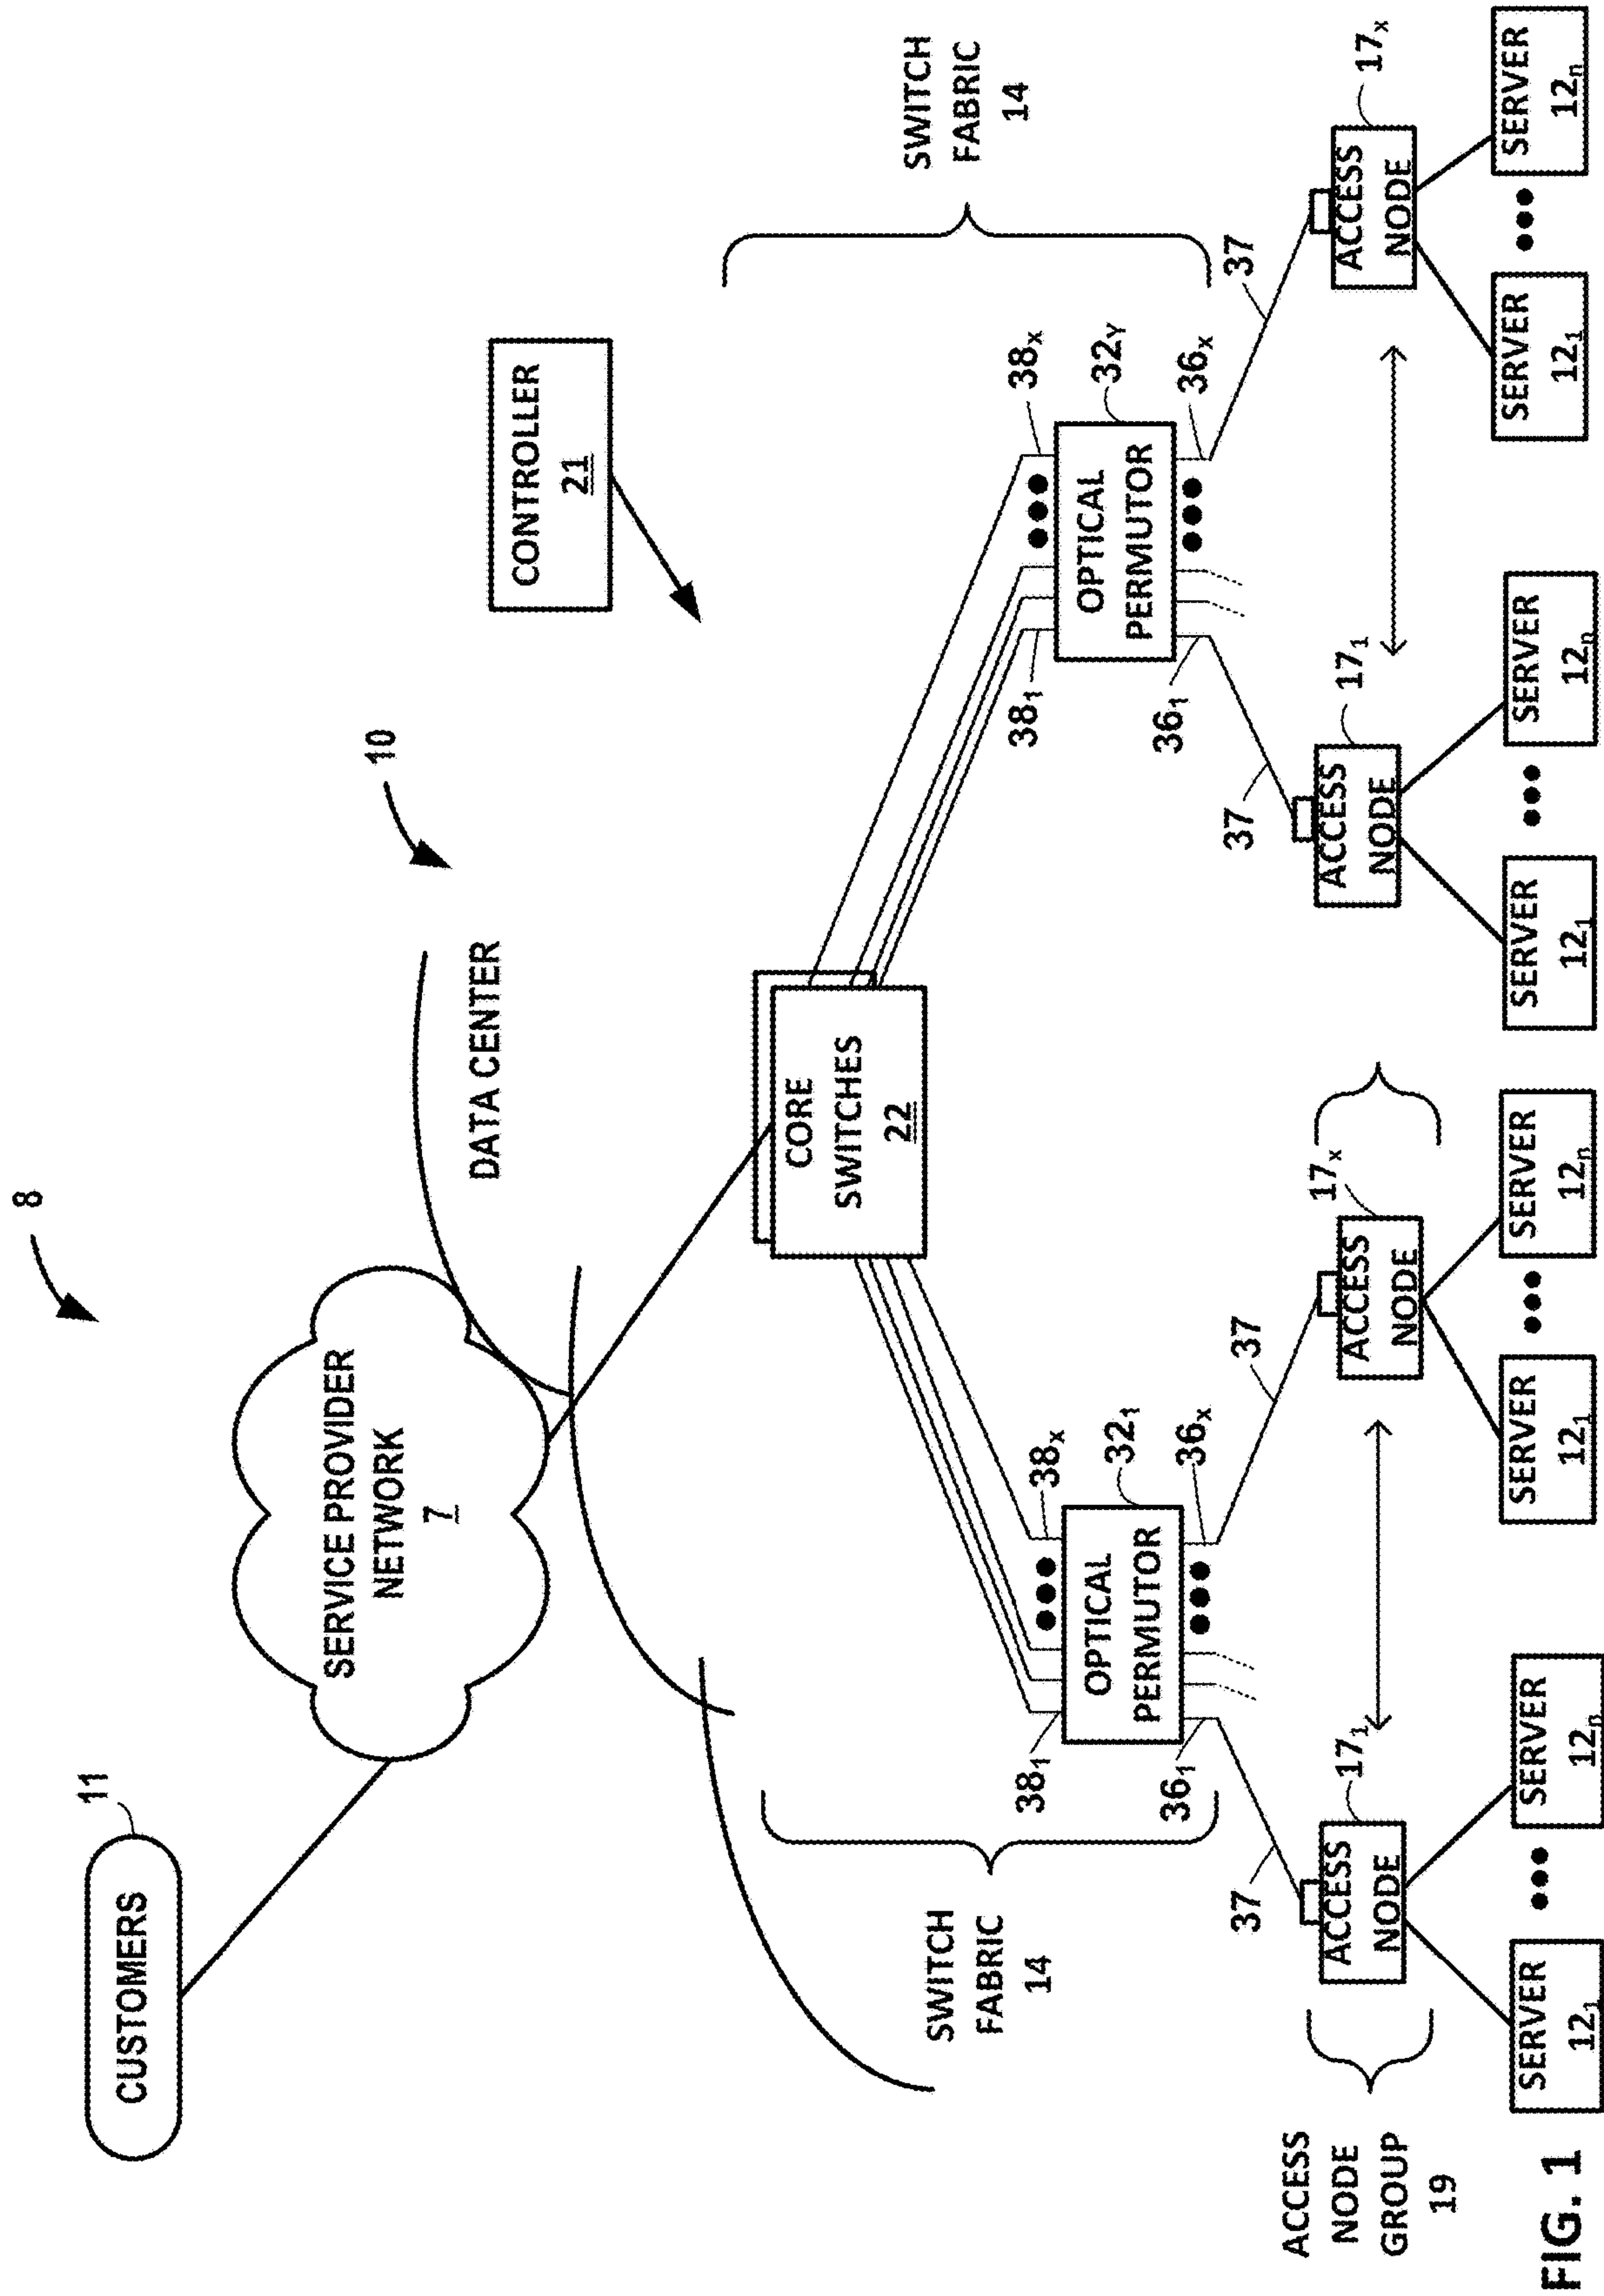 8
CUSTOMERS
11
SERVICE PROVIDER
NETWORK
7
10
DATA CENTER
CONTROLLER
21
CORE
SWITCHES
22
SWITCH
FABRIC
14
SWITCH
FABRIC
14
38₁
38ₓ
38₁
38ₓ
OPTICAL
PERMUTOR
32₁
OPTICAL
PERMUTOR
32Y
36₁
36ₓ
36₁
36ₓ
37
37
37
37
ACCESS
NODE
GROUP
19
ACCESS
NODE
17₁
ACCESS
NODE
17ₓ
ACCESS
NODE
17₁
ACCESS
NODE
17ₓ
SERVER
12₁
SERVER
12ₙ
SERVER
12₁
SERVER
12ₙ
SERVER
12₁
SERVER
12ₙ
SERVER
12₁
SERVER
12ₙ
FIG. 1